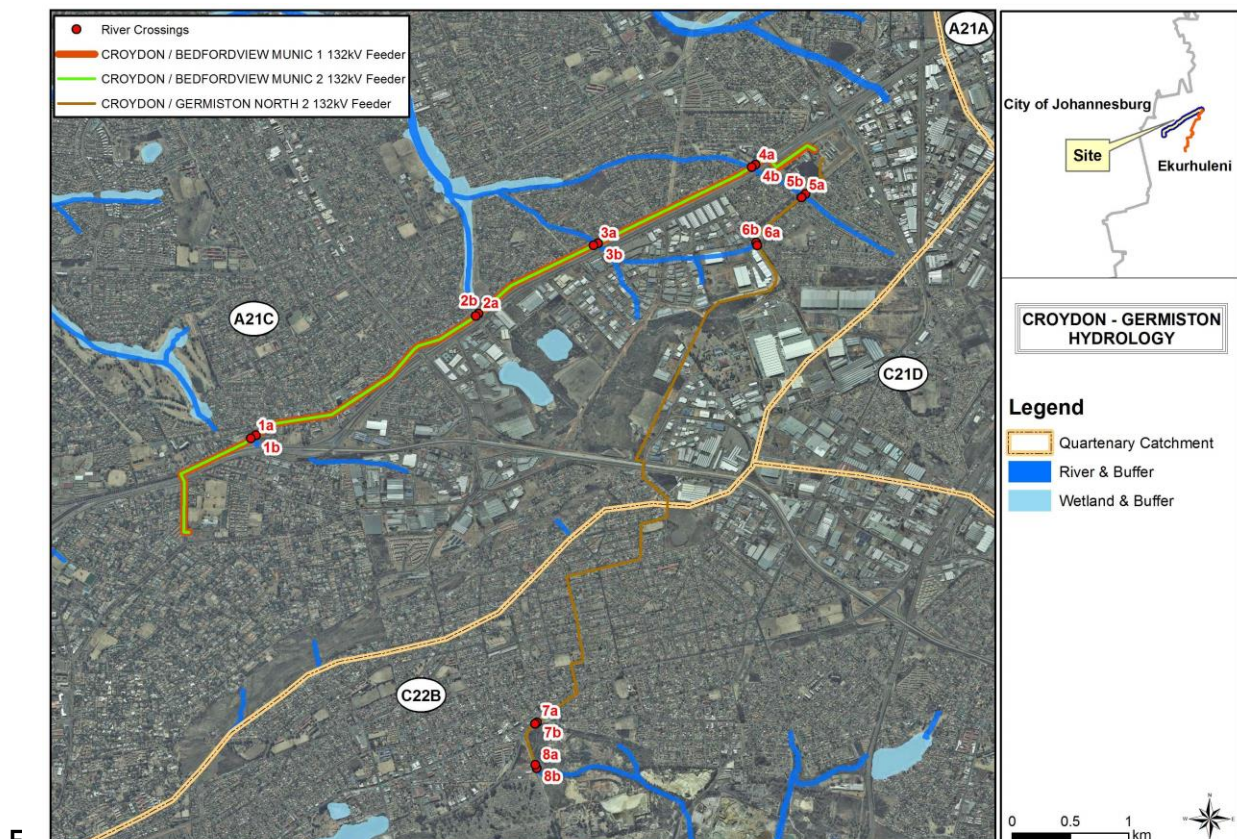 River Crossings
CROYDON / BEDFORDVIEW MUNIC 1 132kV Feeder
CROYDON / BEDFORDVIEW MUNIC 2 132kV Feeder
CROYDON / GERMISTON NORTH 2 132kV Feeder
A21A
4a
4b
5b 5a
6b 6a
3a
3b
2b 2a
A21C
C21D
1a
1b
C22B
7a
7b
8a
8b
City of Johannesburg
Site
Ekurhuleni
CROYDON - GERMISTON
HYDROLOGY
Legend
Quartenary Catchment
River & Buffer
Wetland & Buffer
N
W E
S
0 0.5 1
km